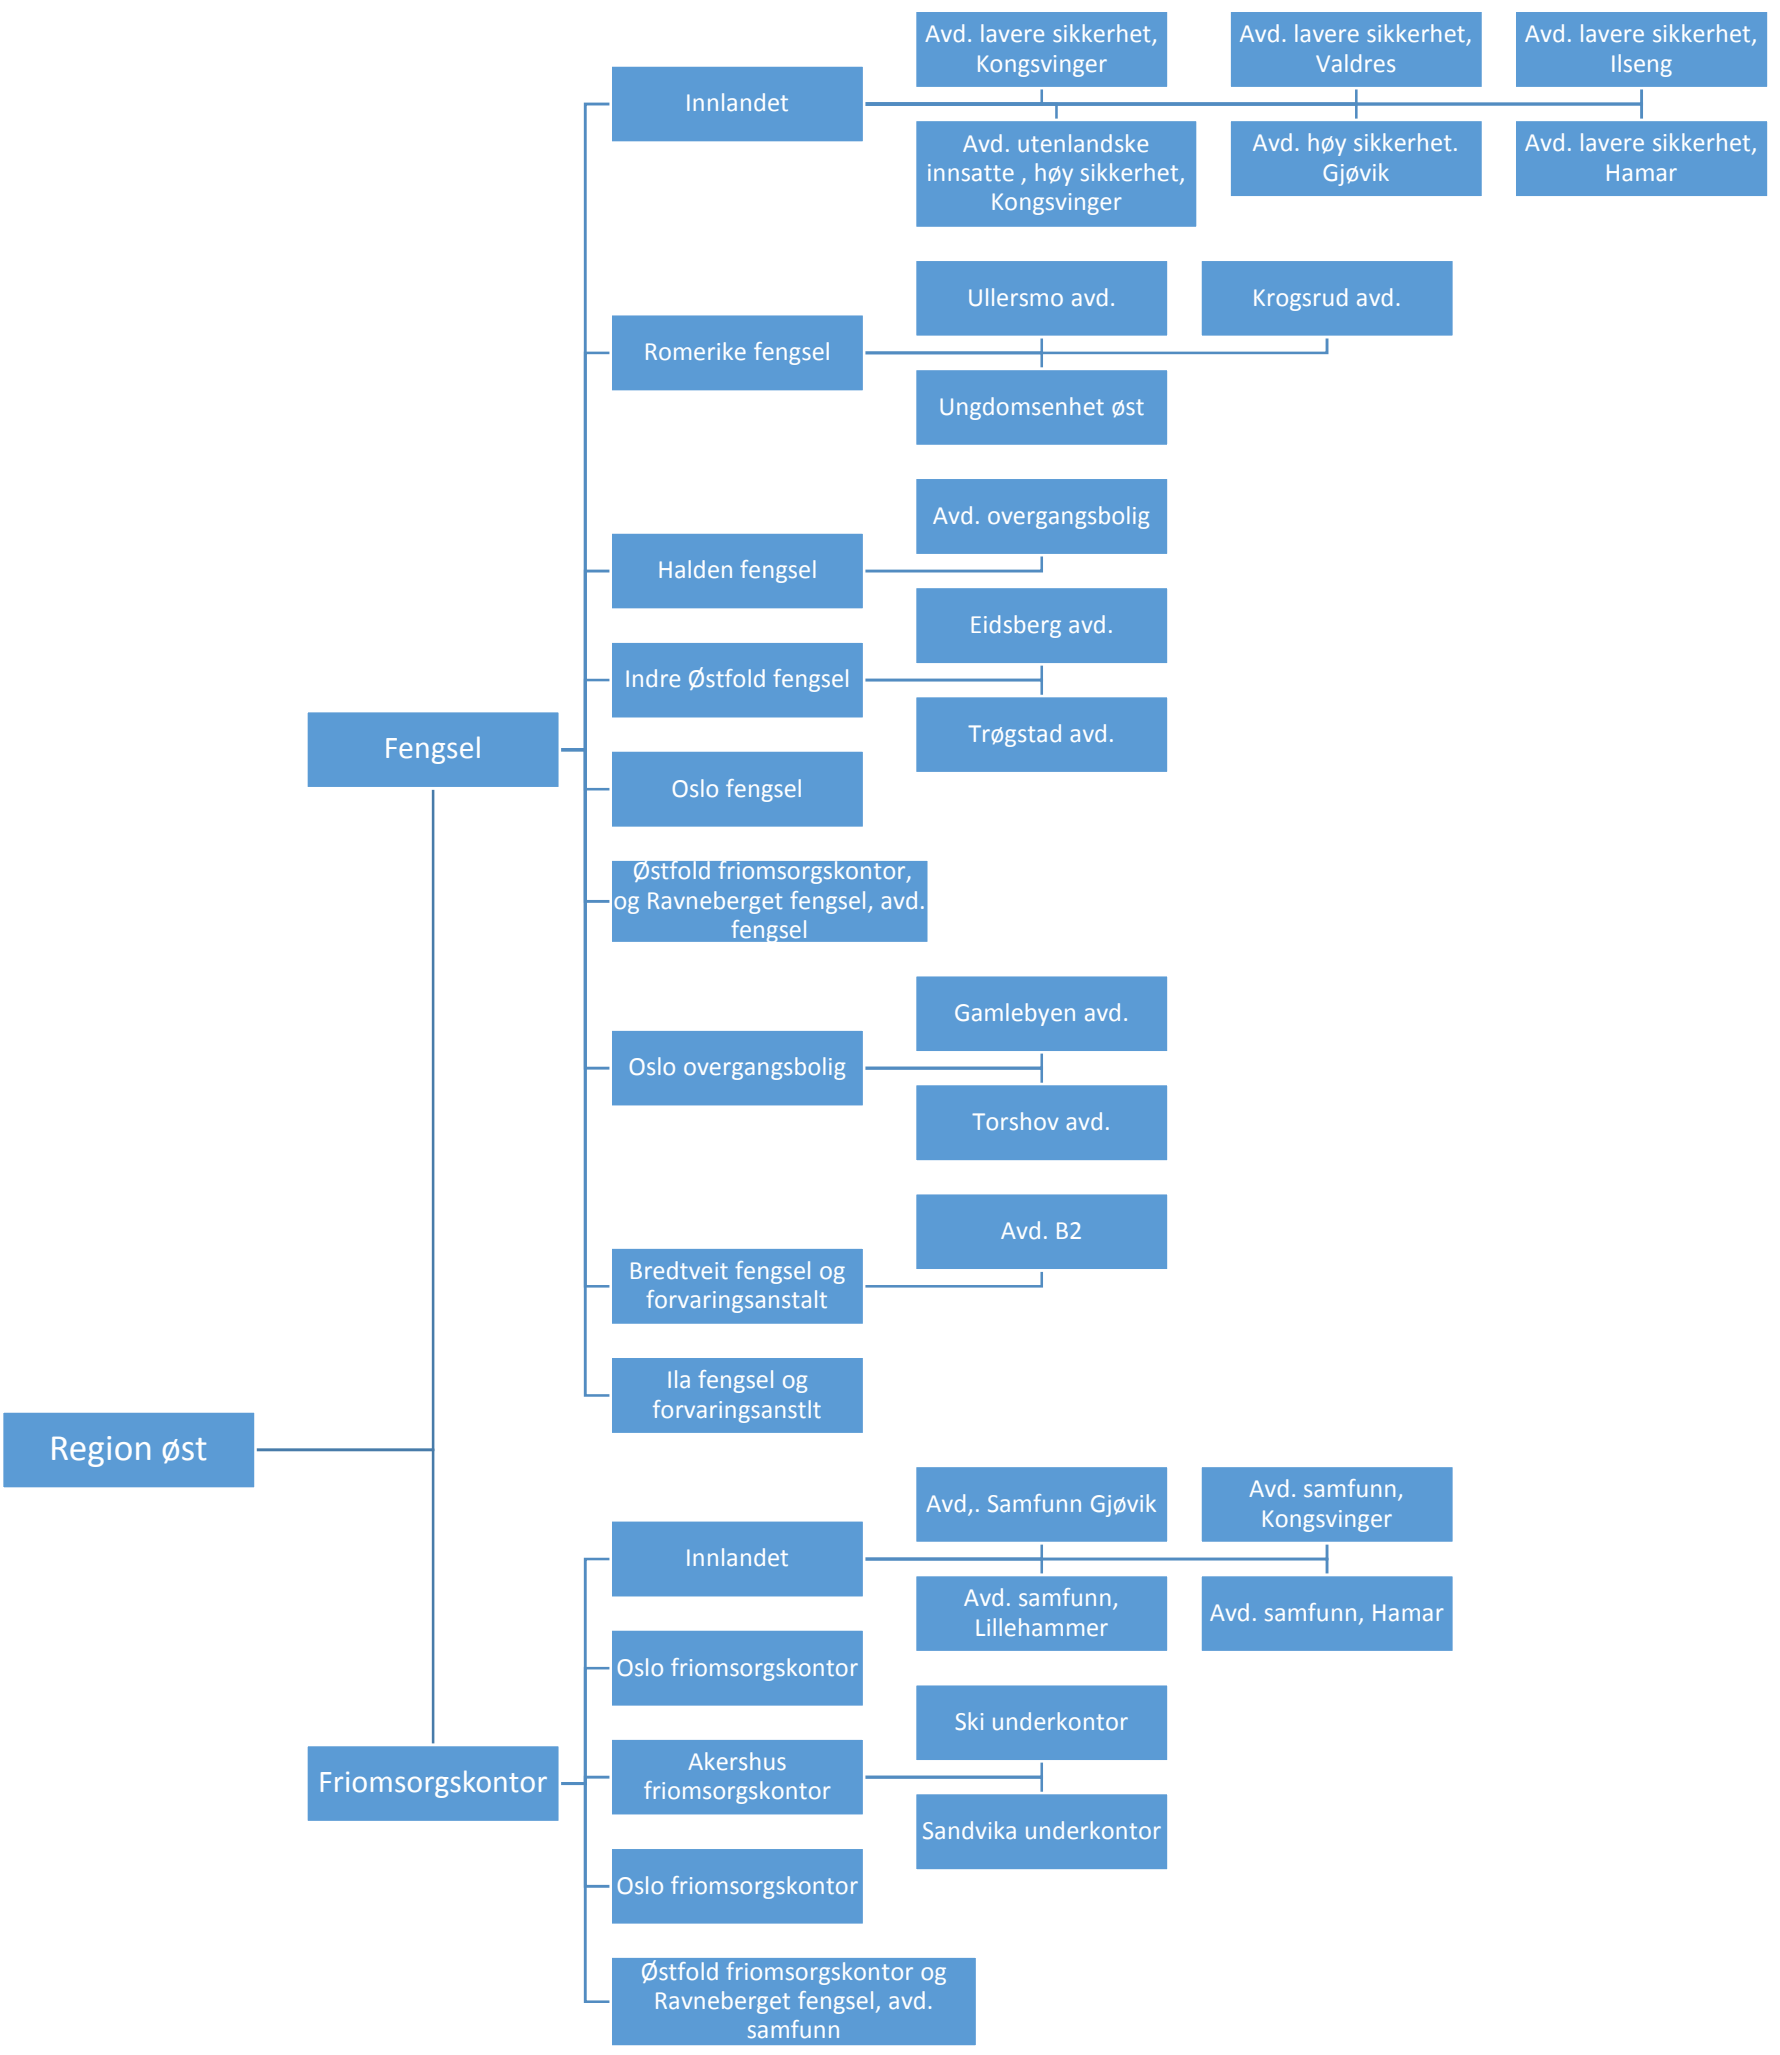 Avd. lavere sikkerhet,
Kongsvinger
Avd. lavere sikkerhet,
Valdres
Avd. lavere sikkerhet,
Ilseng
Innlandet
Avd. utenlandske
innsatte , høy sikkerhet,
Kongsvinger
Avd. høy sikkerhet.
Gjøvik
Avd. lavere sikkerhet,
Hamar
Ullersmo avd.
Krogsrud avd.
Romerike fengsel
Ungdomsenhet øst
Avd. overgangsbolig
Halden fengsel
Eidsberg avd.
Indre Østfold fengsel
Trøgstad avd.
Fengsel
Oslo fengsel
Østfold friomsorgskontor,
og Ravneberget fengsel, avd.
fengsel
Gamlebyen avd.
Oslo overgangsbolig
Torshov avd.
Avd. B2
Bredtveit fengsel og
forvaringsanstalt
Ila fengsel og
forvaringsanstlt
Region øst
Avd,. Samfunn Gjøvik
Avd. samfunn,
Kongsvinger
Innlandet
Avd. samfunn,
Lillehammer
Avd. samfunn, Hamar
Oslo friomsorgskontor
Ski underkontor
Akershus
friomsorgskontor
Friomsorgskontor
Sandvika underkontor
Oslo friomsorgskontor
Østfold friomsorgskontor og
Ravneberget fengsel, avd.
samfunn